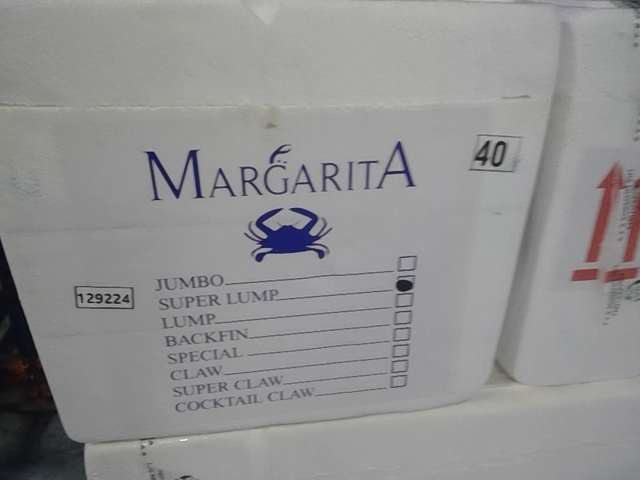 MARGARITA
40
129224
JUMBO
SUPER LUMP
LUMP
BACKFIN
SPECIAL
CLAW
SUPER CLAW
COCKTAIL CLAW